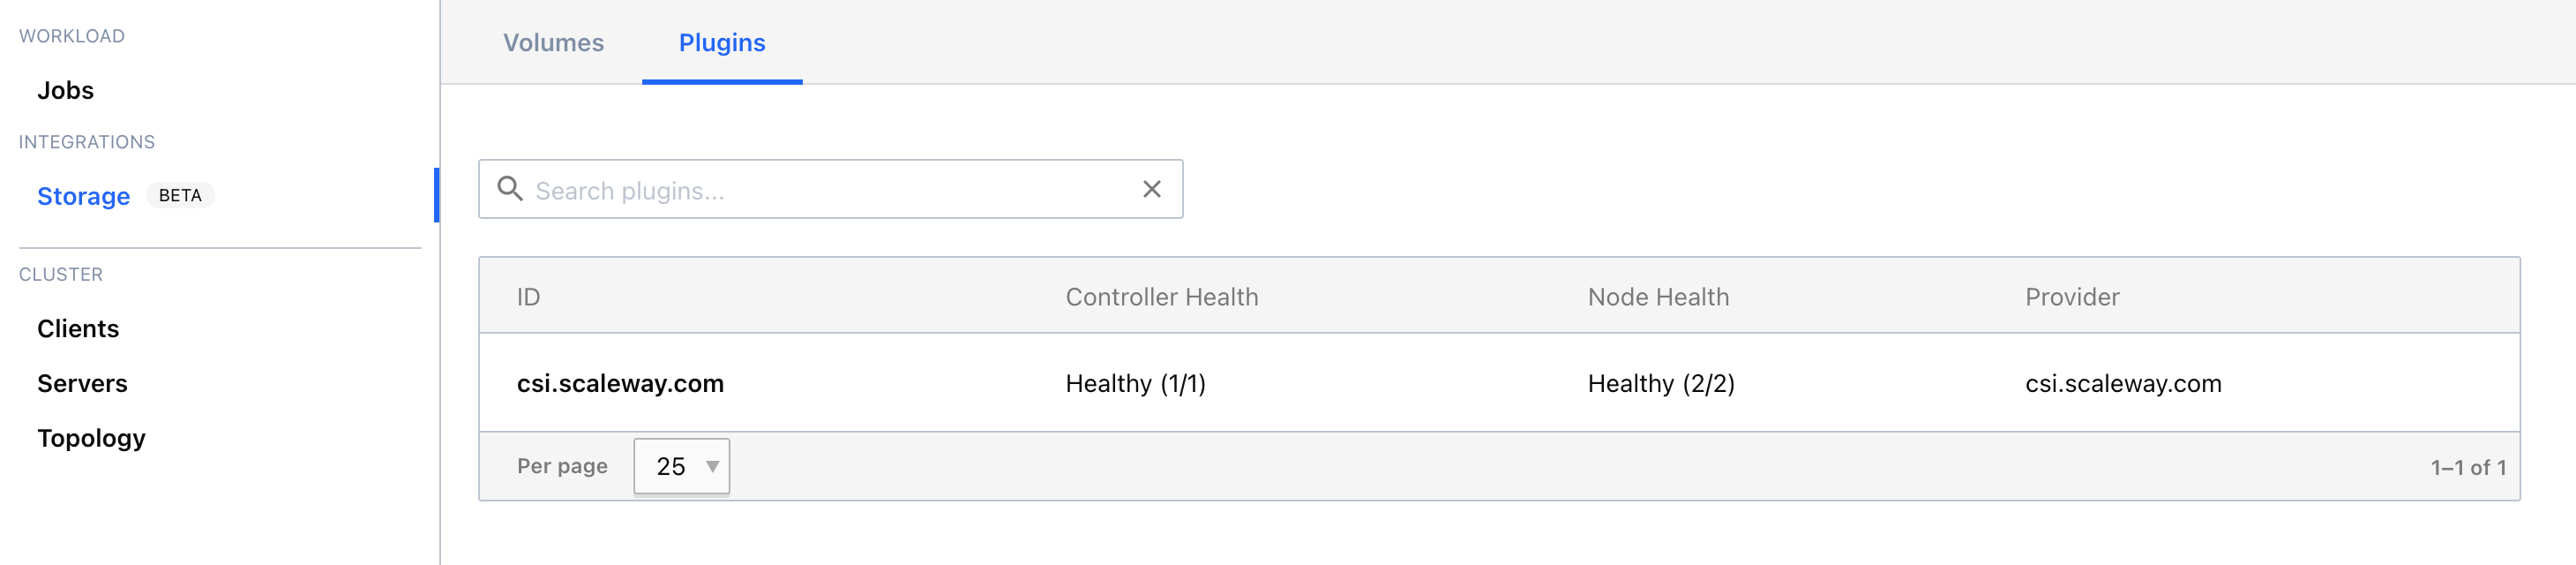 WORKLOAD
Jobs
INTEGRATIONS
Storage BETA
CLUSTER
Clients
Servers
Topology
Volumes Plugins
Search plugins...
ID Controller Health Node Health Provider
csi.scaleway.com Healthy (1/1) Healthy (2/2) csi.scaleway.com
Per page 25 1–1 of 1